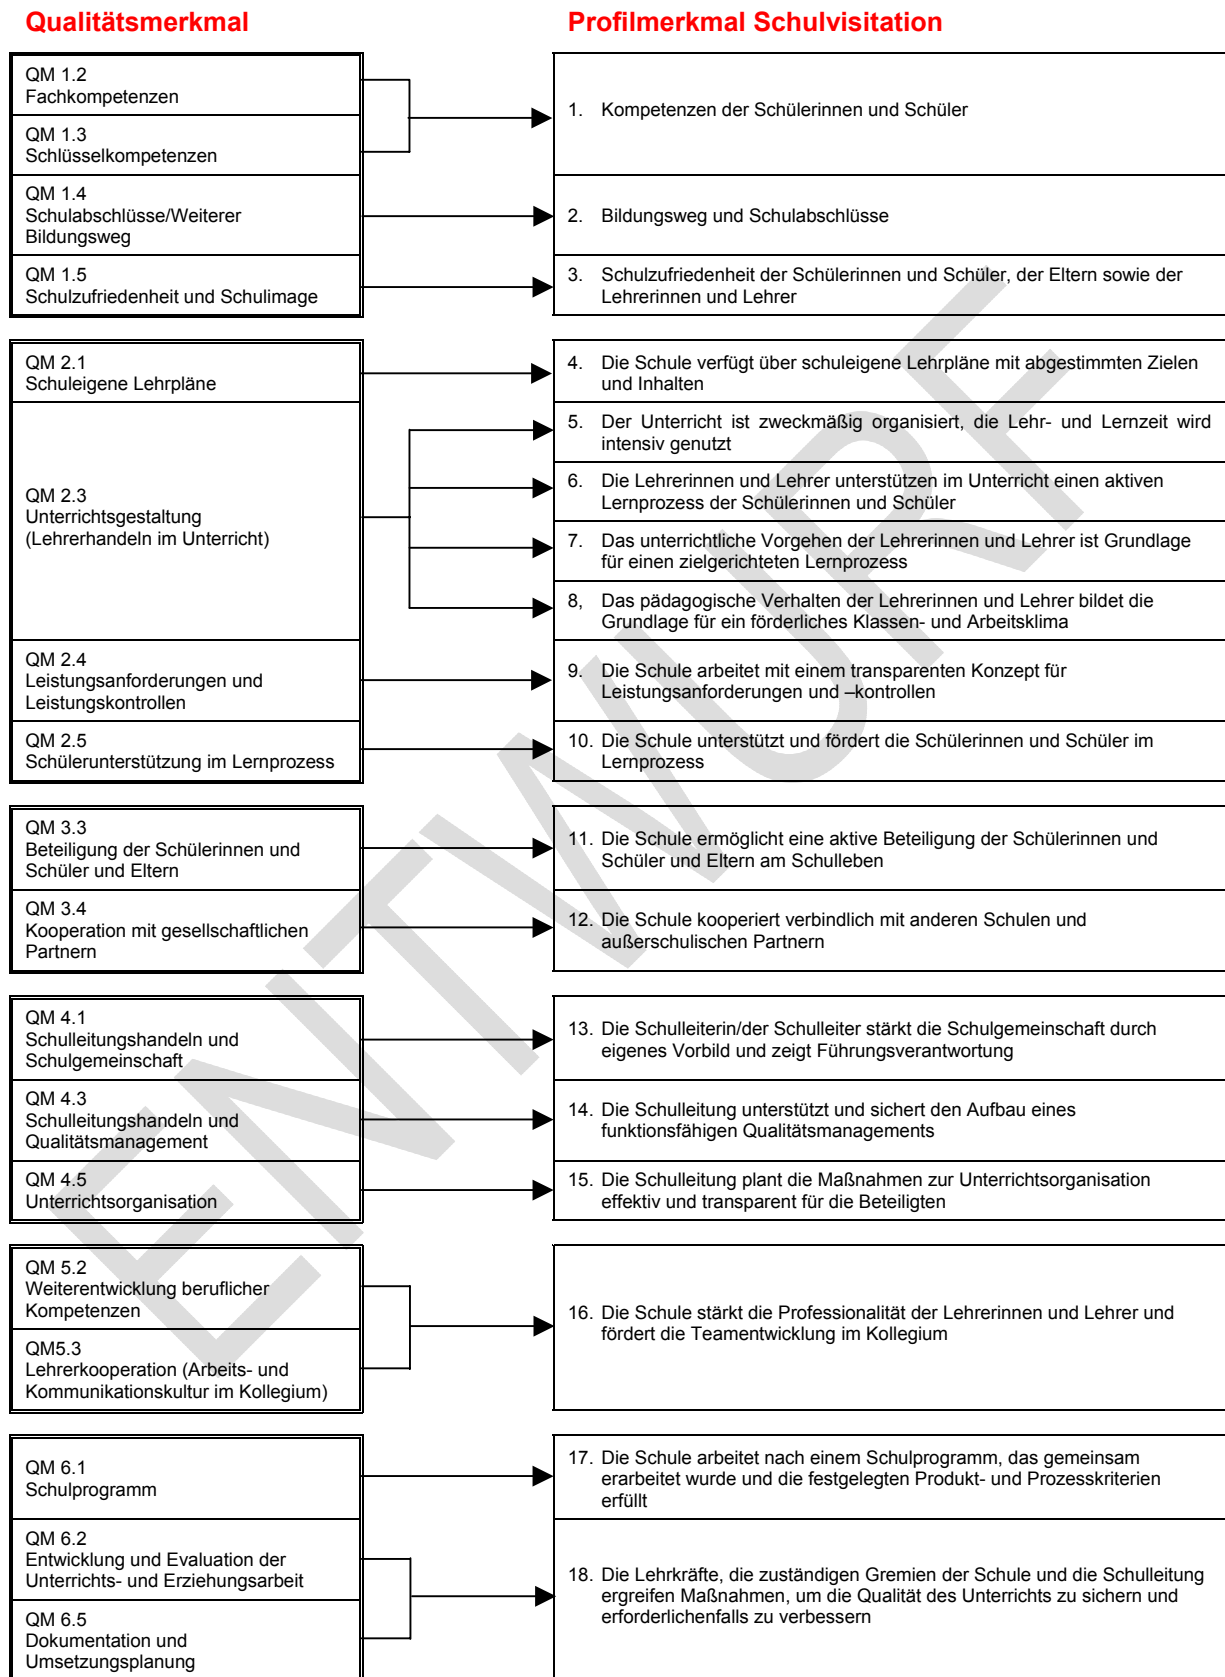 Qualitätsmerkmal
Profilmerkmal Schulvisitation
QM 1.2
Fachkompetenzen
QM 1.3
Schlüsselkompetenzen
1. Kompetenzen der Schülerinnen und Schüler
QM 1.4
Schulabschlüsse/Weiterer
Bildungsweg
2. Bildungsweg und Schulabschlüsse
QM 1.5
Schulzufriedenheit und Schulimage
3. Schulzufriedenheit der Schülerinnen und Schüler, der Eltern sowie der
Lehrerinnen und Lehrer
QM 2.1
Schuleigene Lehrpläne
4. Die Schule verfügt über schuleigene Lehrpläne mit abgestimmten Zielen
und Inhalten
QM 2.3
Unterrichtsgestaltung
(Lehrerhandeln im Unterricht)
5. Der Unterricht ist zweckmäßig organisiert, die Lehr- und Lernzeit wird
intensiv genutzt
6. Die Lehrerinnen und Lehrer unterstützen im Unterricht einen aktiven
Lernprozess der Schülerinnen und Schüler
7. Das unterrichtliche Vorgehen der Lehrerinnen und Lehrer ist Grundlage
für einen zielgerichteten Lernprozess
8, Das pädagogische Verhalten der Lehrerinnen und Lehrer bildet die
Grundlage für ein förderliches Klassen- und Arbeitsklima
QM 2.4
Leistungsanforderungen und
Leistungskontrollen
9. Die Schule arbeitet mit einem transparenten Konzept für
Leistungsanforderungen und –kontrollen
QM 2.5
Schülerunterstützung im Lernprozess
10. Die Schule unterstützt und fördert die Schülerinnen und Schüler im
Lernprozess
QM 3.3
Beteiligung der Schülerinnen und
Schüler und Eltern
11. Die Schule ermöglicht eine aktive Beteiligung der Schülerinnen und
Schüler und Eltern am Schulleben
QM 3.4
Kooperation mit gesellschaftlichen
Partnern
12. Die Schule kooperiert verbindlich mit anderen Schulen und
außerschulischen Partnern
QM 4.1
Schulleitungshandeln und
Schulgemeinschaft
13. Die Schulleiterin/der Schulleiter stärkt die Schulgemeinschaft durch
eigenes Vorbild und zeigt Führungsverantwortung
QM 4.3
Schulleitungshandeln und
Qualitätsmanagement
14. Die Schulleitung unterstützt und sichert den Aufbau eines
funktionsfähigen Qualitätsmanagements
QM 4.5
Unterrichtsorganisation
15. Die Schulleitung plant die Maßnahmen zur Unterrichtsorganisation
effektiv und transparent für die Beteiligten
QM 5.2
Weiterentwicklung beruflicher
Kompetenzen
QM5.3
Lehrerkooperation (Arbeits- und
Kommunikationskultur im Kollegium)
16. Die Schule stärkt die Professionalität der Lehrerinnen und Lehrer und
fördert die Teamentwicklung im Kollegium
QM 6.1
Schulprogramm
17. Die Schule arbeitet nach einem Schulprogramm, das gemeinsam
erarbeitet wurde und die festgelegten Produkt- und Prozesskriterien
erfüllt
QM 6.2
Entwicklung und Evaluation der
Unterrichts- und Erziehungsarbeit
QM 6.5
Dokumentation und
Umsetzungsplanung
18. Die Lehrkräfte, die zuständigen Gremien der Schule und die Schulleitung
ergreifen Maßnahmen, um die Qualität des Unterrichts zu sichern und
erforderlichenfalls zu verbessern
ENTWURF